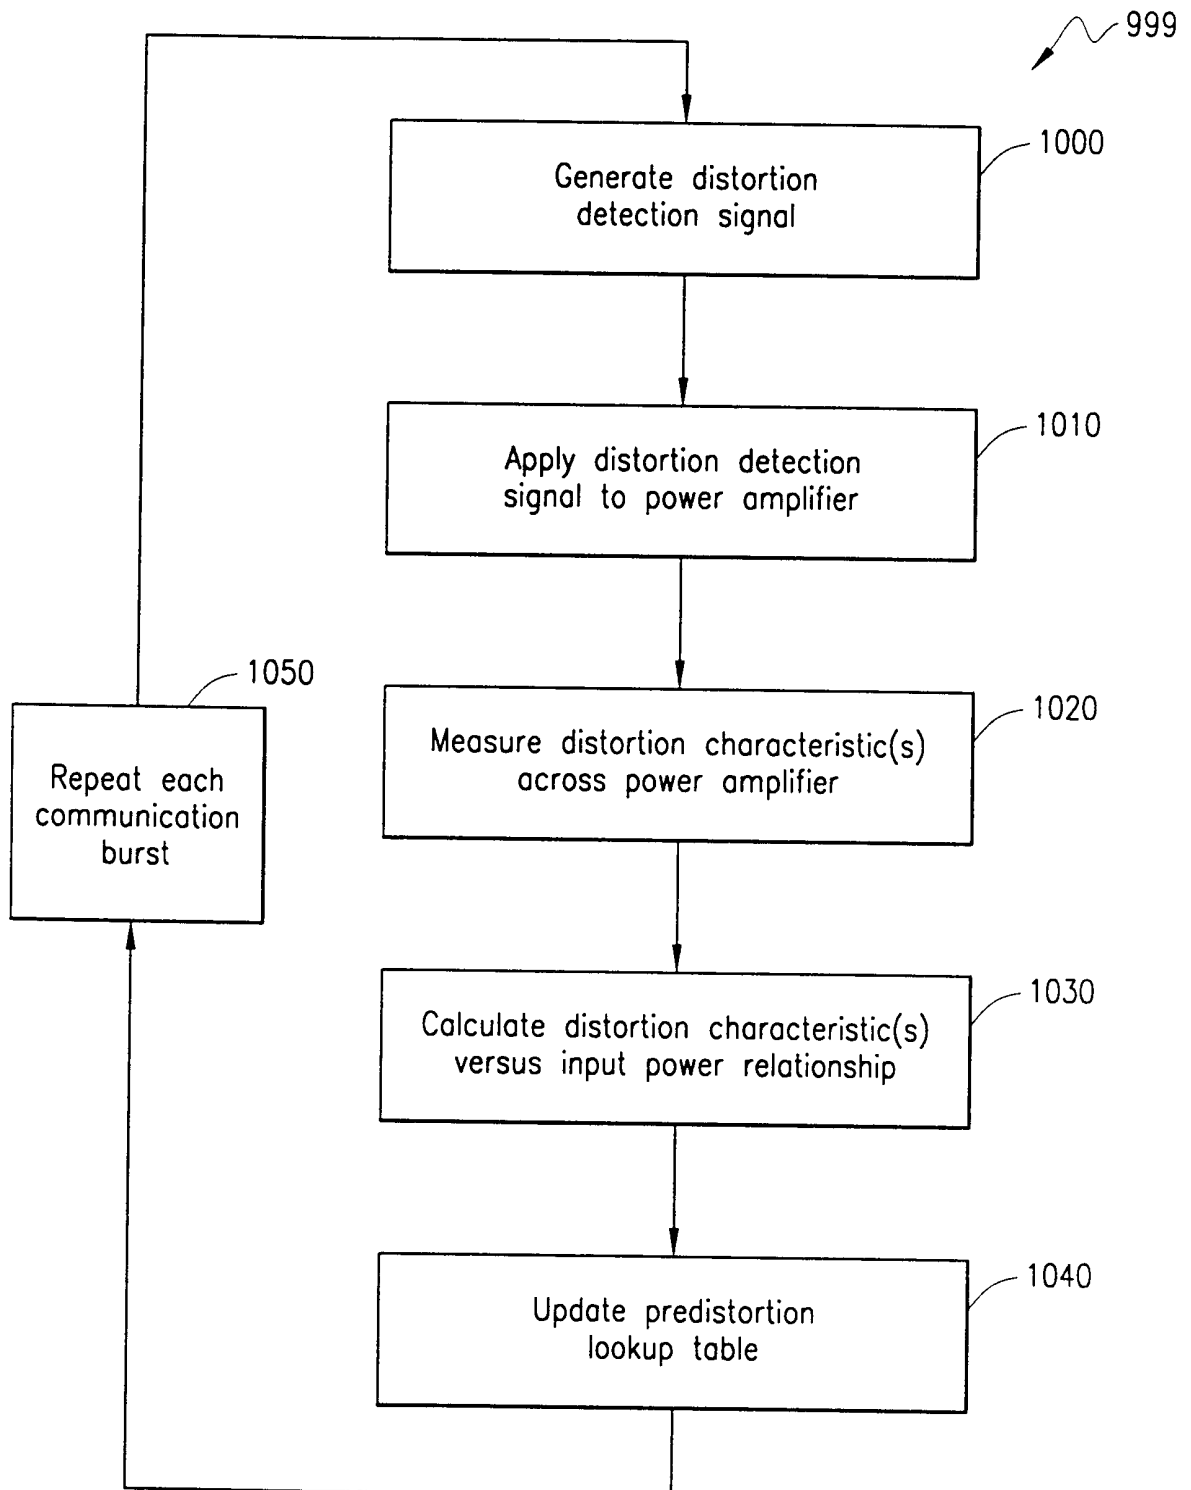 999
1000
Generate distortion
detection signal
1010
Apply distortion detection
signal to power amplifier
1020
Measure distortion characteristic(s)
across power amplifier
1050
Repeat each
communication
burst
1030
Calculate distortion characteristic(s)
versus input power relationship
1040
Update predistortion
lookup table